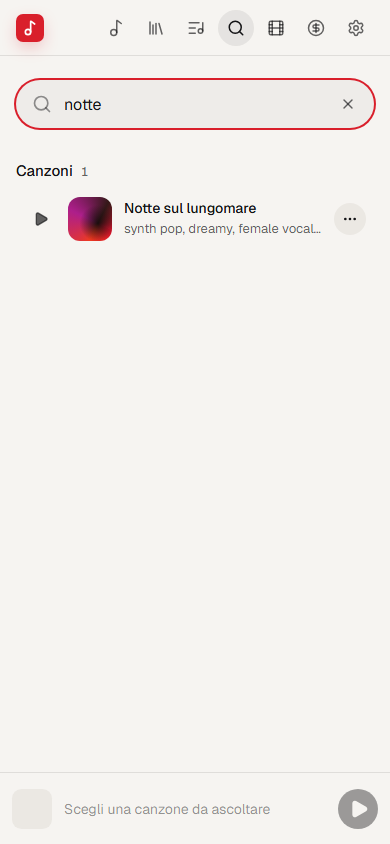 notte
Canzoni 1
Notte sul lungomare
synth pop, dreamy, female vocal...
Scegli una canzone da ascoltare